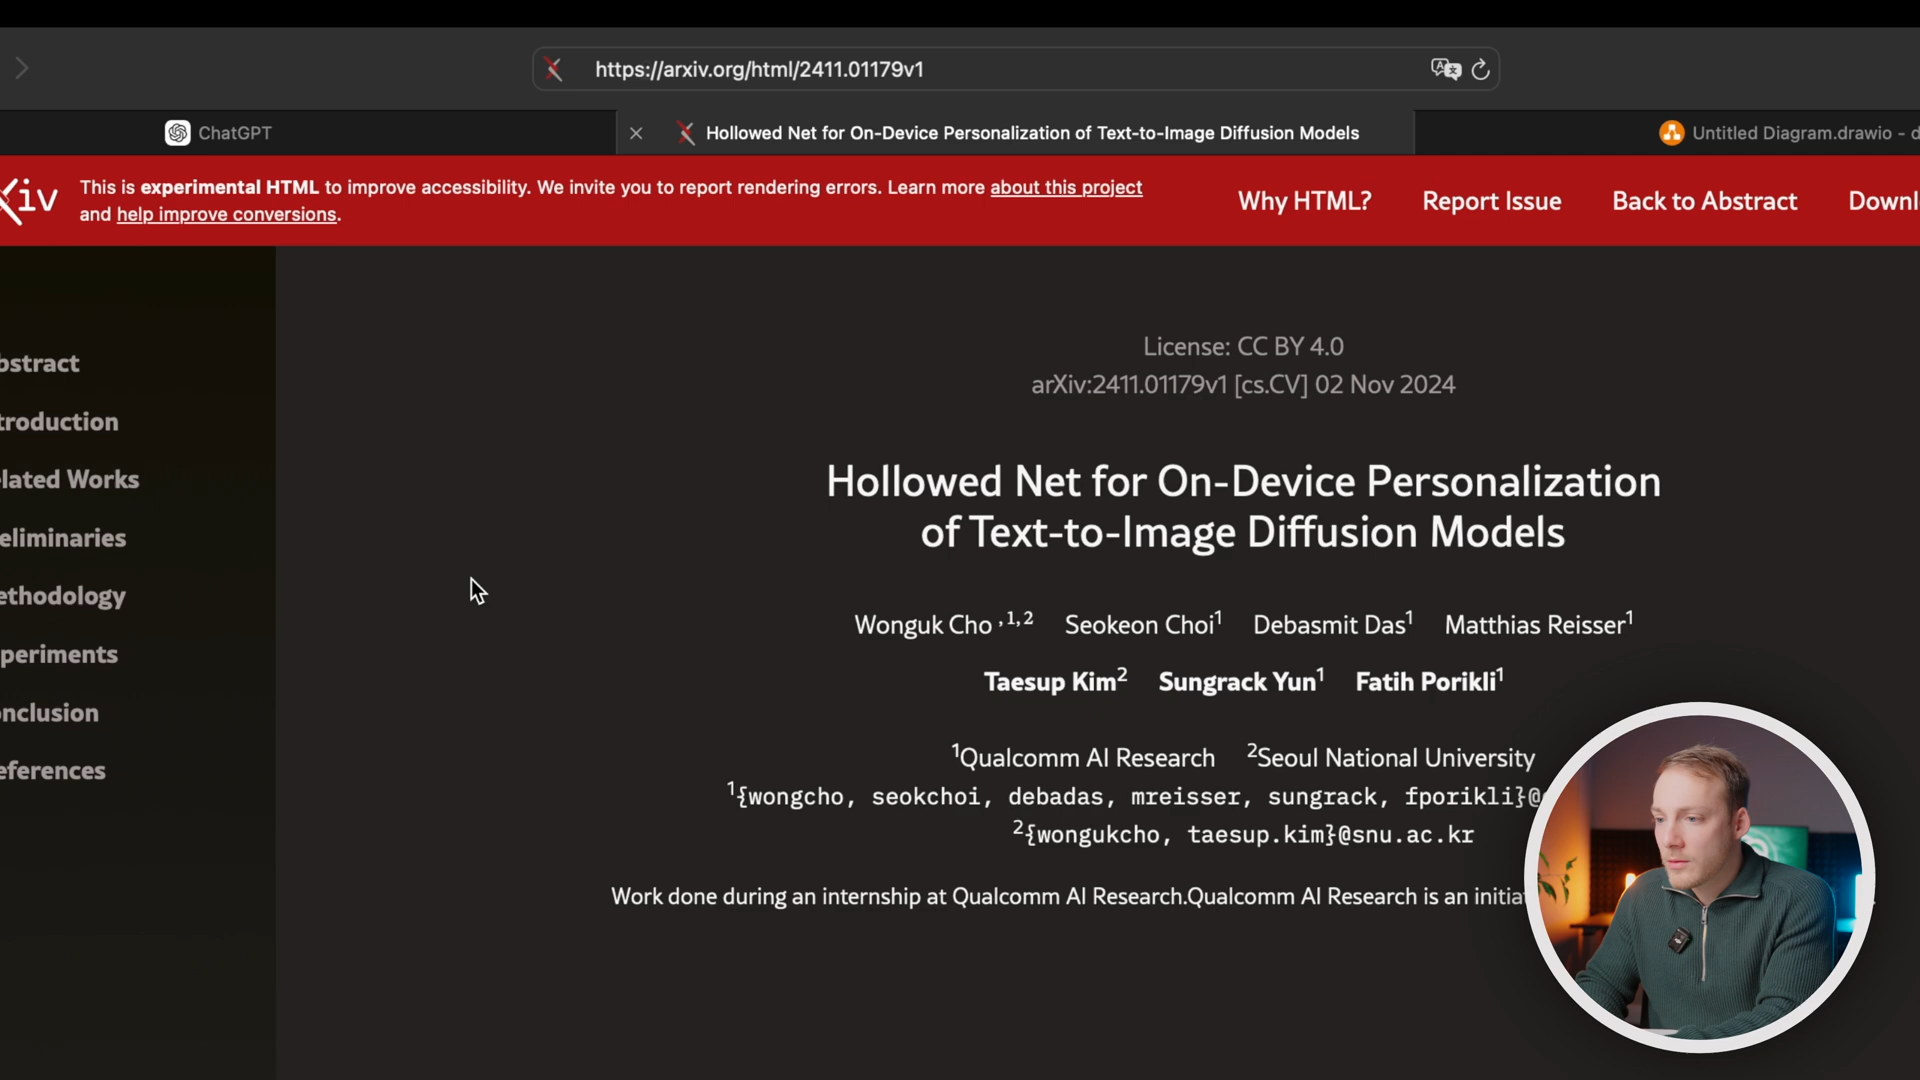 https://arxiv.org/html/2411.01179v1
ChatGPT
Hollowed Net for On-Device Personalization of Text-to-Image Diffusion Models
Untitled Diagram.drawio - d
Xiv
This is experimental HTML to improve accessibility. We invite you to report rendering errors. Learn more about this project
and help improve conversions.
Why HTML?
Report Issue
Back to Abstract
Downl
bstract
troduction
elated Works
eliminaries
ethodology
periments
onclusion
eferences
License: CC BY 4.0
arXiv:2411.01179v1 [cs.CV] 02 Nov 2024
Hollowed Net for On-Device Personalization
of Text-to-Image Diffusion Models
Wonguk Cho ,1,2 Seokeon Choi1 Debasmit Das1 Matthias Reisser1
Taesup Kim2 Sungrack Yun1 Fatih Porikli1
1Qualcomm AI Research 2Seoul National University
1{wongcho, seokchoi, debadas, mreisser, sungrack, fporikli}@
2{wongukcho, taesup.kim}@snu.ac.kr
Work done during an internship at Qualcomm AI Research.Qualcomm AI Research is an initia